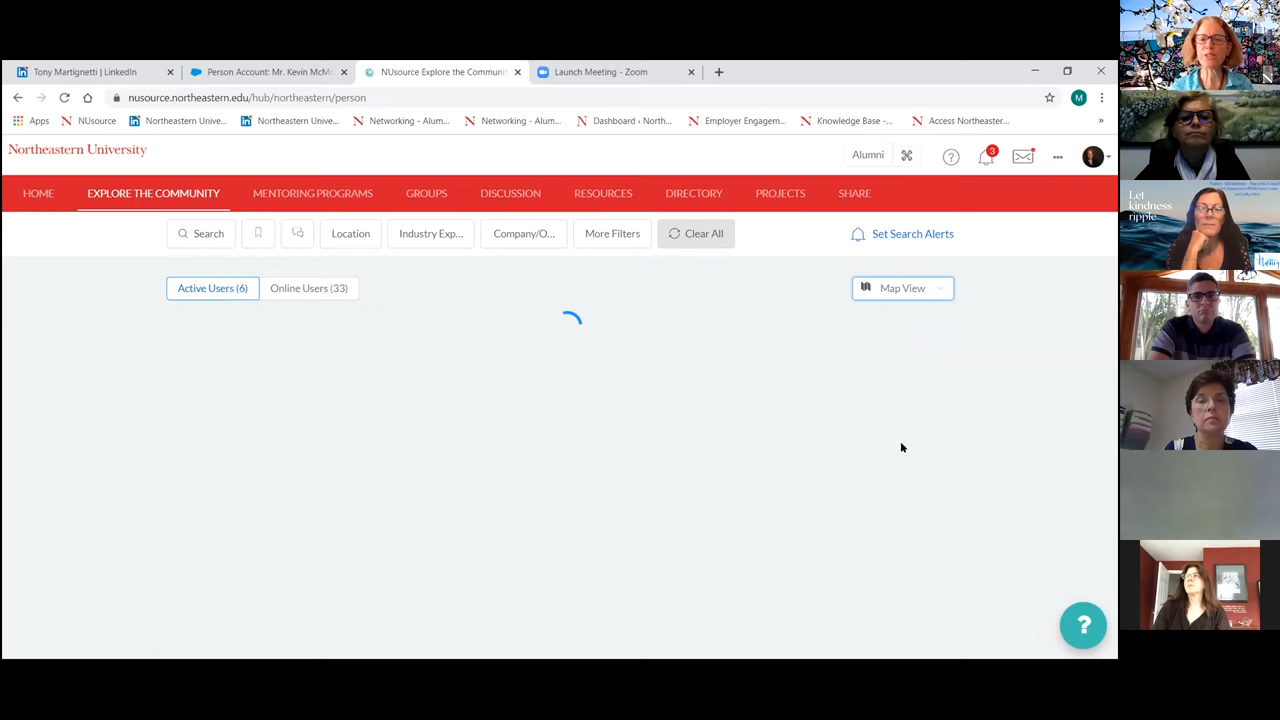 Tony Martignetti | LinkedIn
Person Account: Mr. Kevin McM
NUsource Explore the Communi
Launch Meeting - Zoom
nusource.northeastern.edu/hub/northeastern/person
M
Apps
NUsource
Northeastern Unive...
Northeastern Unive...
Networking - Alum...
Networking - Alum...
Dashboard ‹ North...
Employer Engagem...
Knowledge Base -...
Access Northeaster...
»
Northeastern University
Alumni
?
3
HOME
EXPLORE THE COMMUNITY
MENTORING PROGRAMS
GROUPS
DISCUSSION
RESOURCES
DIRECTORY
PROJECTS
SHARE
Search
Location
Industry Exp...
Company/O...
More Filters
Clear All
Set Search Alerts
Active Users (6)
Online Users (33)
Map View
?
N
Let
kindness
ripple